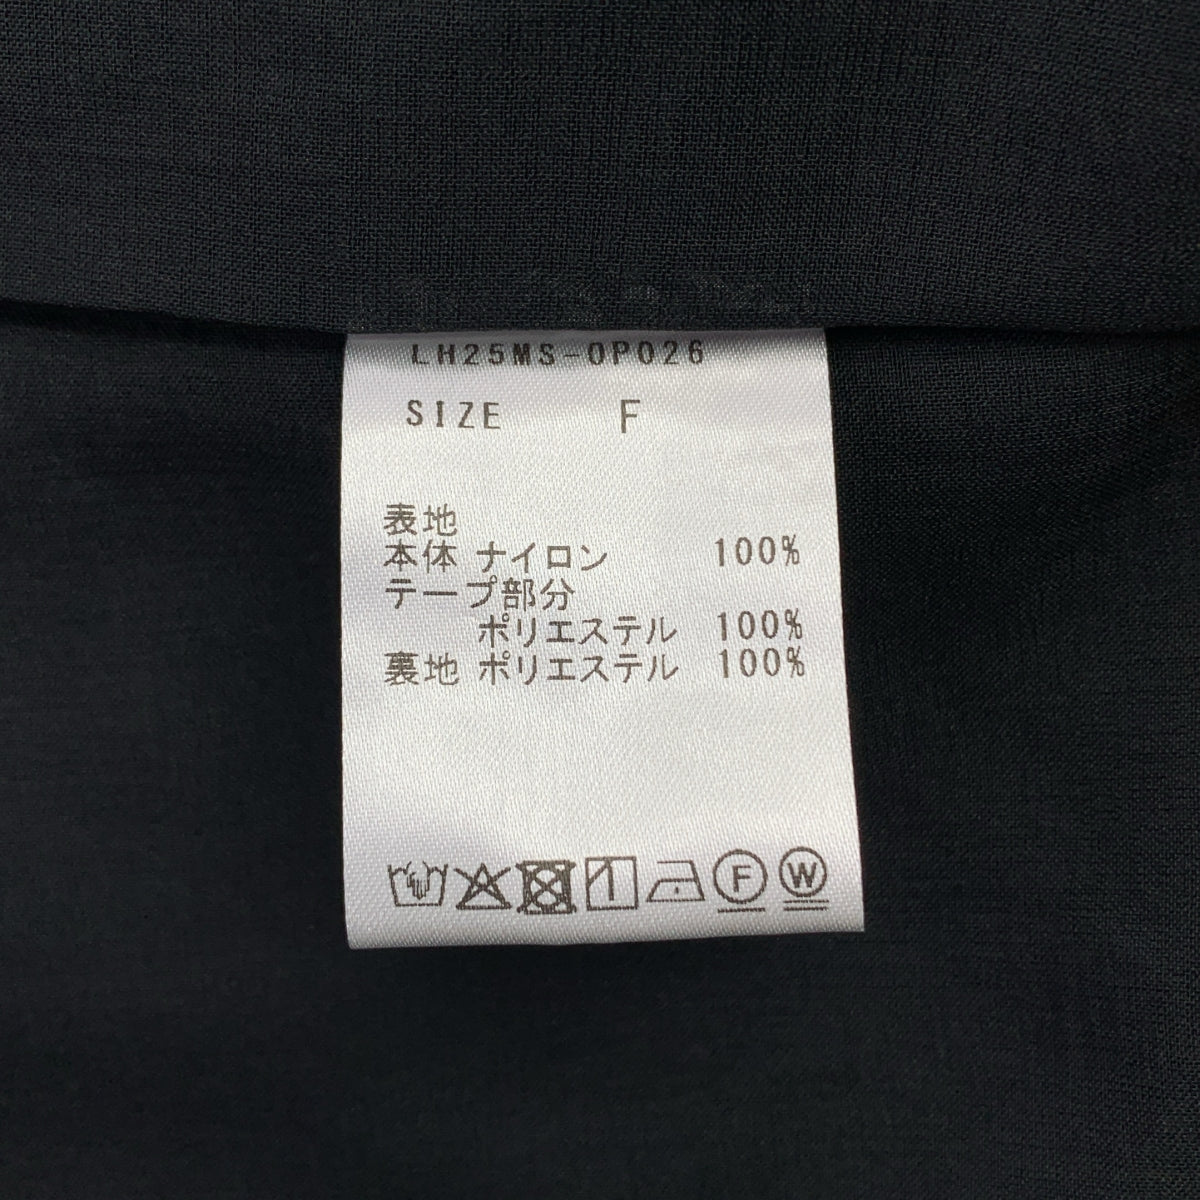 LH25MS-0P026
SIZE F
表地
本体 ナイロン 100%
テープ部分
ポリエステル 100%
裏地 ポリエステル 100%
F W